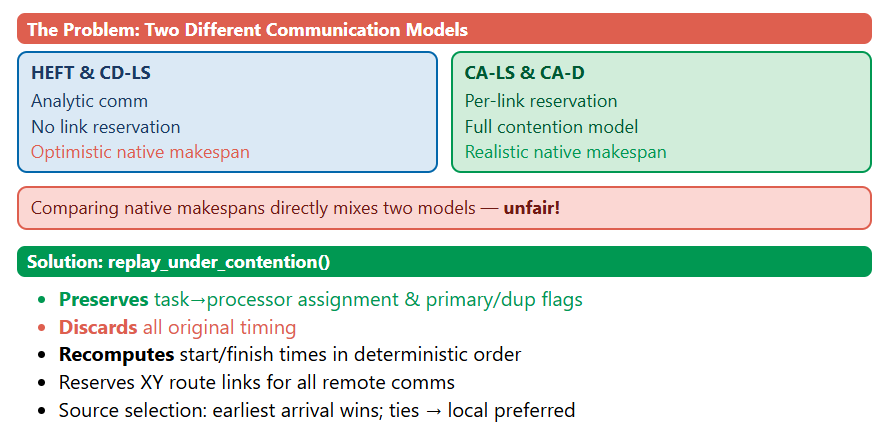 The Problem: Two Different Communication Models
HEFT & CD-LS
Analytic comm
No link reservation
Optimistic native makespan
CA-LS & CA-D
Per-link reservation
Full contention model
Realistic native makespan
Comparing native makespans directly mixes two models — unfair!
Solution: replay_under_contention()
• Preserves task→processor assignment & primary/dup flags
• Discards all original timing
• Recomputes start/finish times in deterministic order
• Reserves XY route links for all remote comms
• Source selection: earliest arrival wins; ties → local preferred